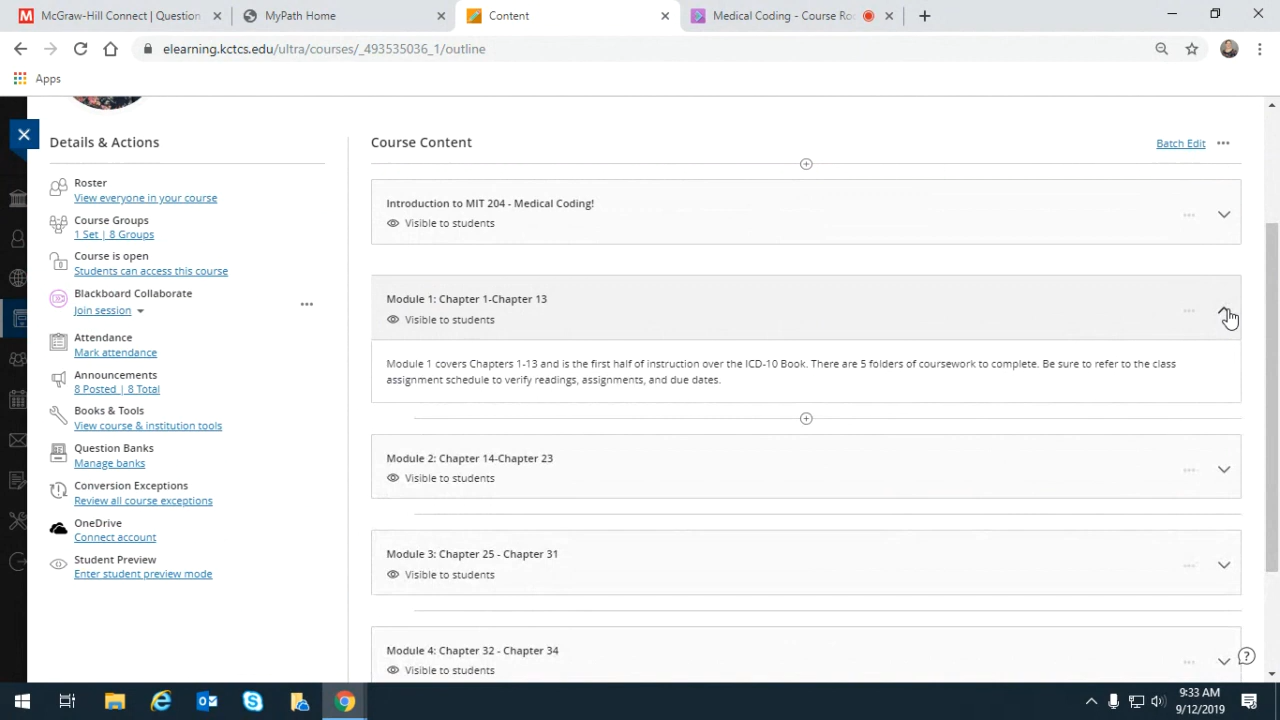 McGraw-Hill Connect | Question
MyPath Home
Content
Medical Coding - Course Ro
elearning.kctcs.edu/ultra/courses/_493535036_1/outline
Apps
Details & Actions
Roster
View everyone in your course
Course Groups
1 Set | 8 Groups
Course is open
Students can access this course
Blackboard Collaborate
Join session
Attendance
Mark attendance
Announcements
8 Posted | 8 Total
Books & Tools
View course & institution tools
Question Banks
Manage banks
Conversion Exceptions
Review all course exceptions
OneDrive
Connect account
Student Preview
Enter student preview mode
Course Content
Batch Edit
Introduction to MIT 204 - Medical Coding!
Visible to students
Module 1: Chapter 1-Chapter 13
Visible to students
Module 1 covers Chapters 1-13 and is the first half of instruction over the ICD-10 Book. There are 5 folders of coursework to complete. Be sure to refer to the class
assignment schedule to verify readings, assignments, and due dates.
Module 2: Chapter 14-Chapter 23
Visible to students
Module 3: Chapter 25 - Chapter 31
Visible to students
Module 4: Chapter 32 - Chapter 34
Visible to students
9:33 AM
9/12/2019